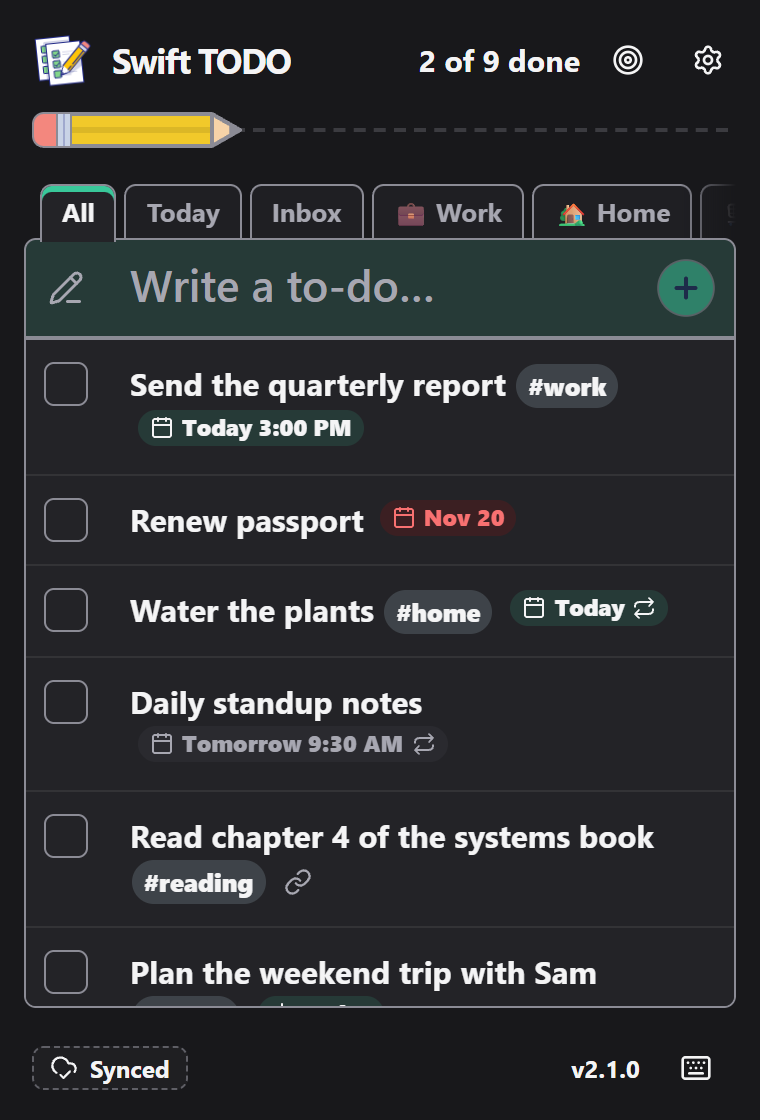 Swift TODO
2 of 9 done
All
Today
Inbox
Work
Home
Write a to-do...
Send the quarterly report #work
Today 3:00 PM
Renew passport Nov 20
Water the plants #home Today
Daily standup notes
Tomorrow 9:30 AM
Read chapter 4 of the systems book
#reading
Plan the weekend trip with Sam
Synced
v2.1.0